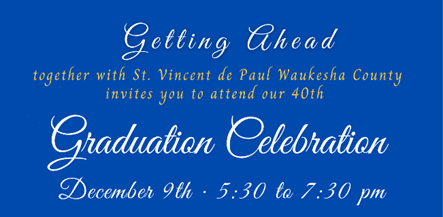 Getting Ahead
together with St. Vincent de Paul Waukesha County
invites you to attend our 40th
Graduation Celebration
December 9th · 5:30 to 7:30 pm